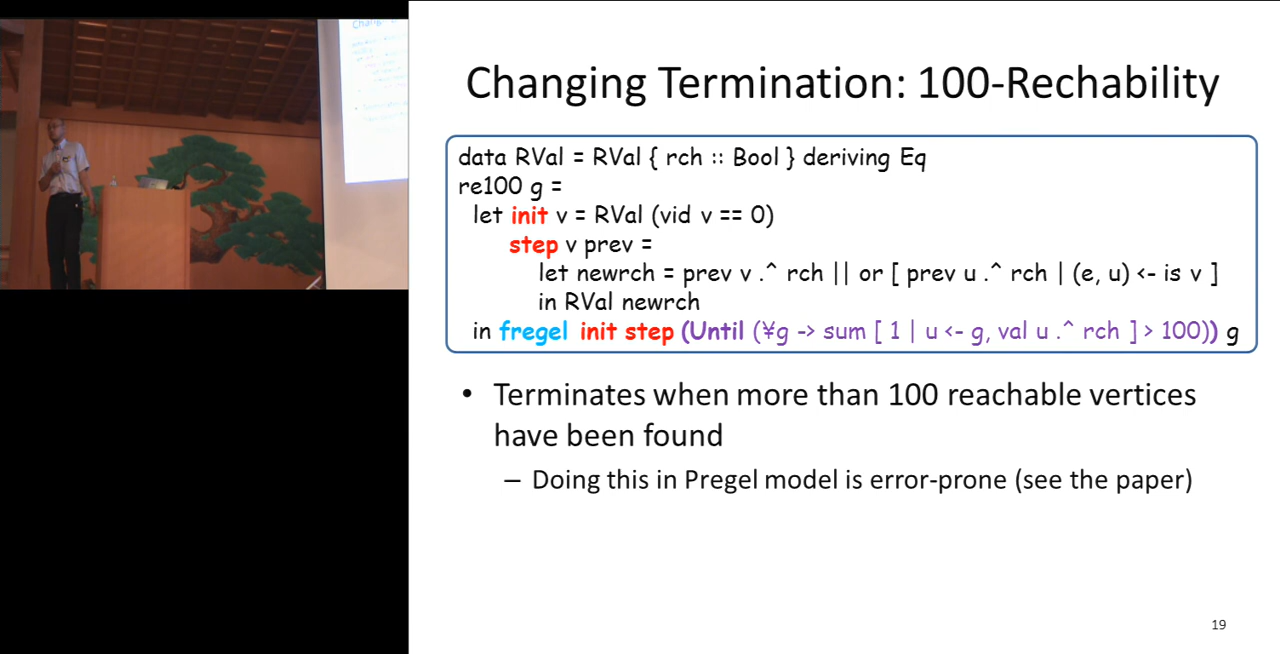 Changing Termination: 100-Rechability
data RVal = RVal { rch :: Bool } deriving Eq
re100 g =
let init v = RVal (vid v == 0)
step v prev =
let newrch = prev v .^ rch || or [ prev u .^ rch | (e, u) <- is v ]
in RVal newrch
in fregel init step (Until (¥g -> sum [ 1 | u <- g, val u .^ rch ] > 100)) g
• Terminates when more than 100 reachable vertices
have been found
– Doing this in Pregel model is error-prone (see the paper)
19